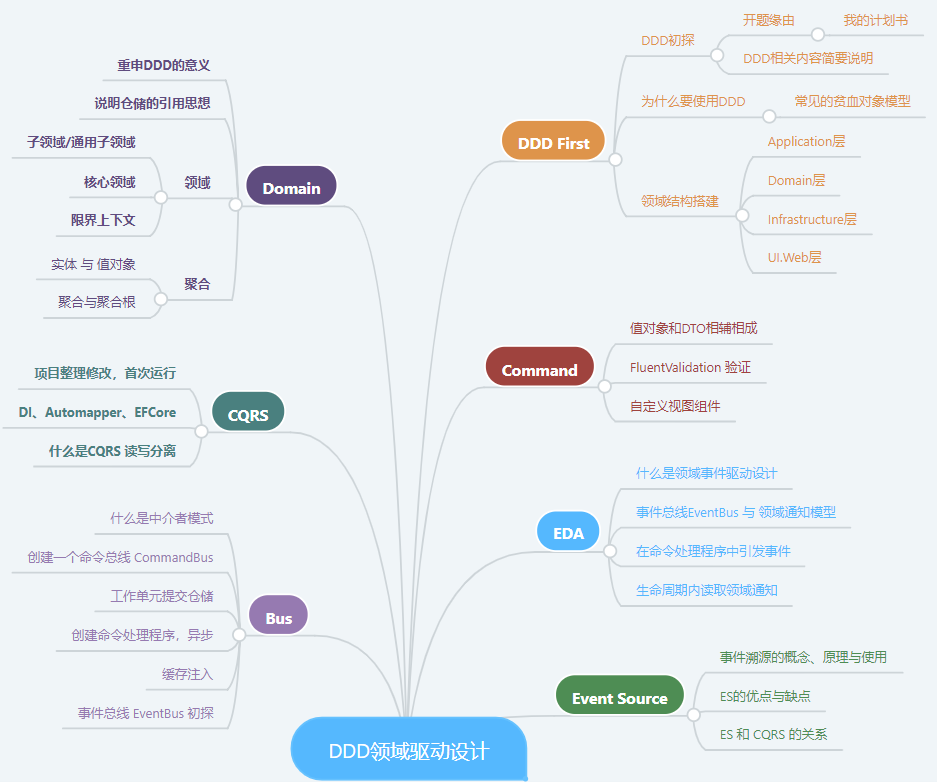 DDD领域驱动设计
DDD First
DDD初探
开题缘由
我的计划书
DDD相关内容简要说明
为什么要使用DDD
常见的贫血对象模型
领域结构搭建
Application层
Domain层
Infrastructure层
UI.Web层
Domain
重申DDD的意义
说明仓储的引用思想
领域
子领域/通用子领域
核心领域
限界上下文
聚合
实体 与 值对象
聚合与聚合根
Command
值对象和DTO相辅相成
FluentValidation 验证
自定义视图组件
CQRS
项目整理修改，首次运行
DI、Automapper、EFCore
什么是CQRS 读写分离
EDA
什么是领域事件驱动设计
事件总线EventBus 与 领域通知模型
在命令处理程序中引发事件
生命周期内读取领域通知
Bus
什么是中介者模式
创建一个命令总线 CommandBus
工作单元提交仓储
创建命令处理程序，异步
缓存注入
事件总线 EventBus 初探
Event Source
事件溯源的概念、原理与使用
ES的优点与缺点
ES 和 CQRS 的关系